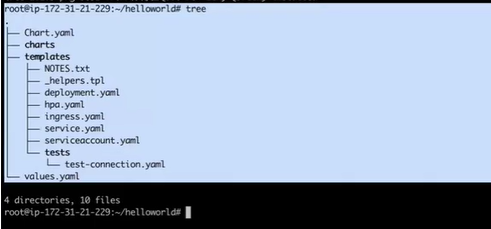 root@ip-172-31-21-229:~/helloworld# tree
.
├── Chart.yaml
├── charts
├── templates
│   ├── NOTES.txt
│   ├── _helpers.tpl
│   ├── deployment.yaml
│   ├── hpa.yaml
│   ├── ingress.yaml
│   ├── service.yaml
│   ├── serviceaccount.yaml
│   └── tests
│       └── test-connection.yaml
└── values.yaml
4 directories, 10 files
root@ip-172-31-21-229:~/helloworld#